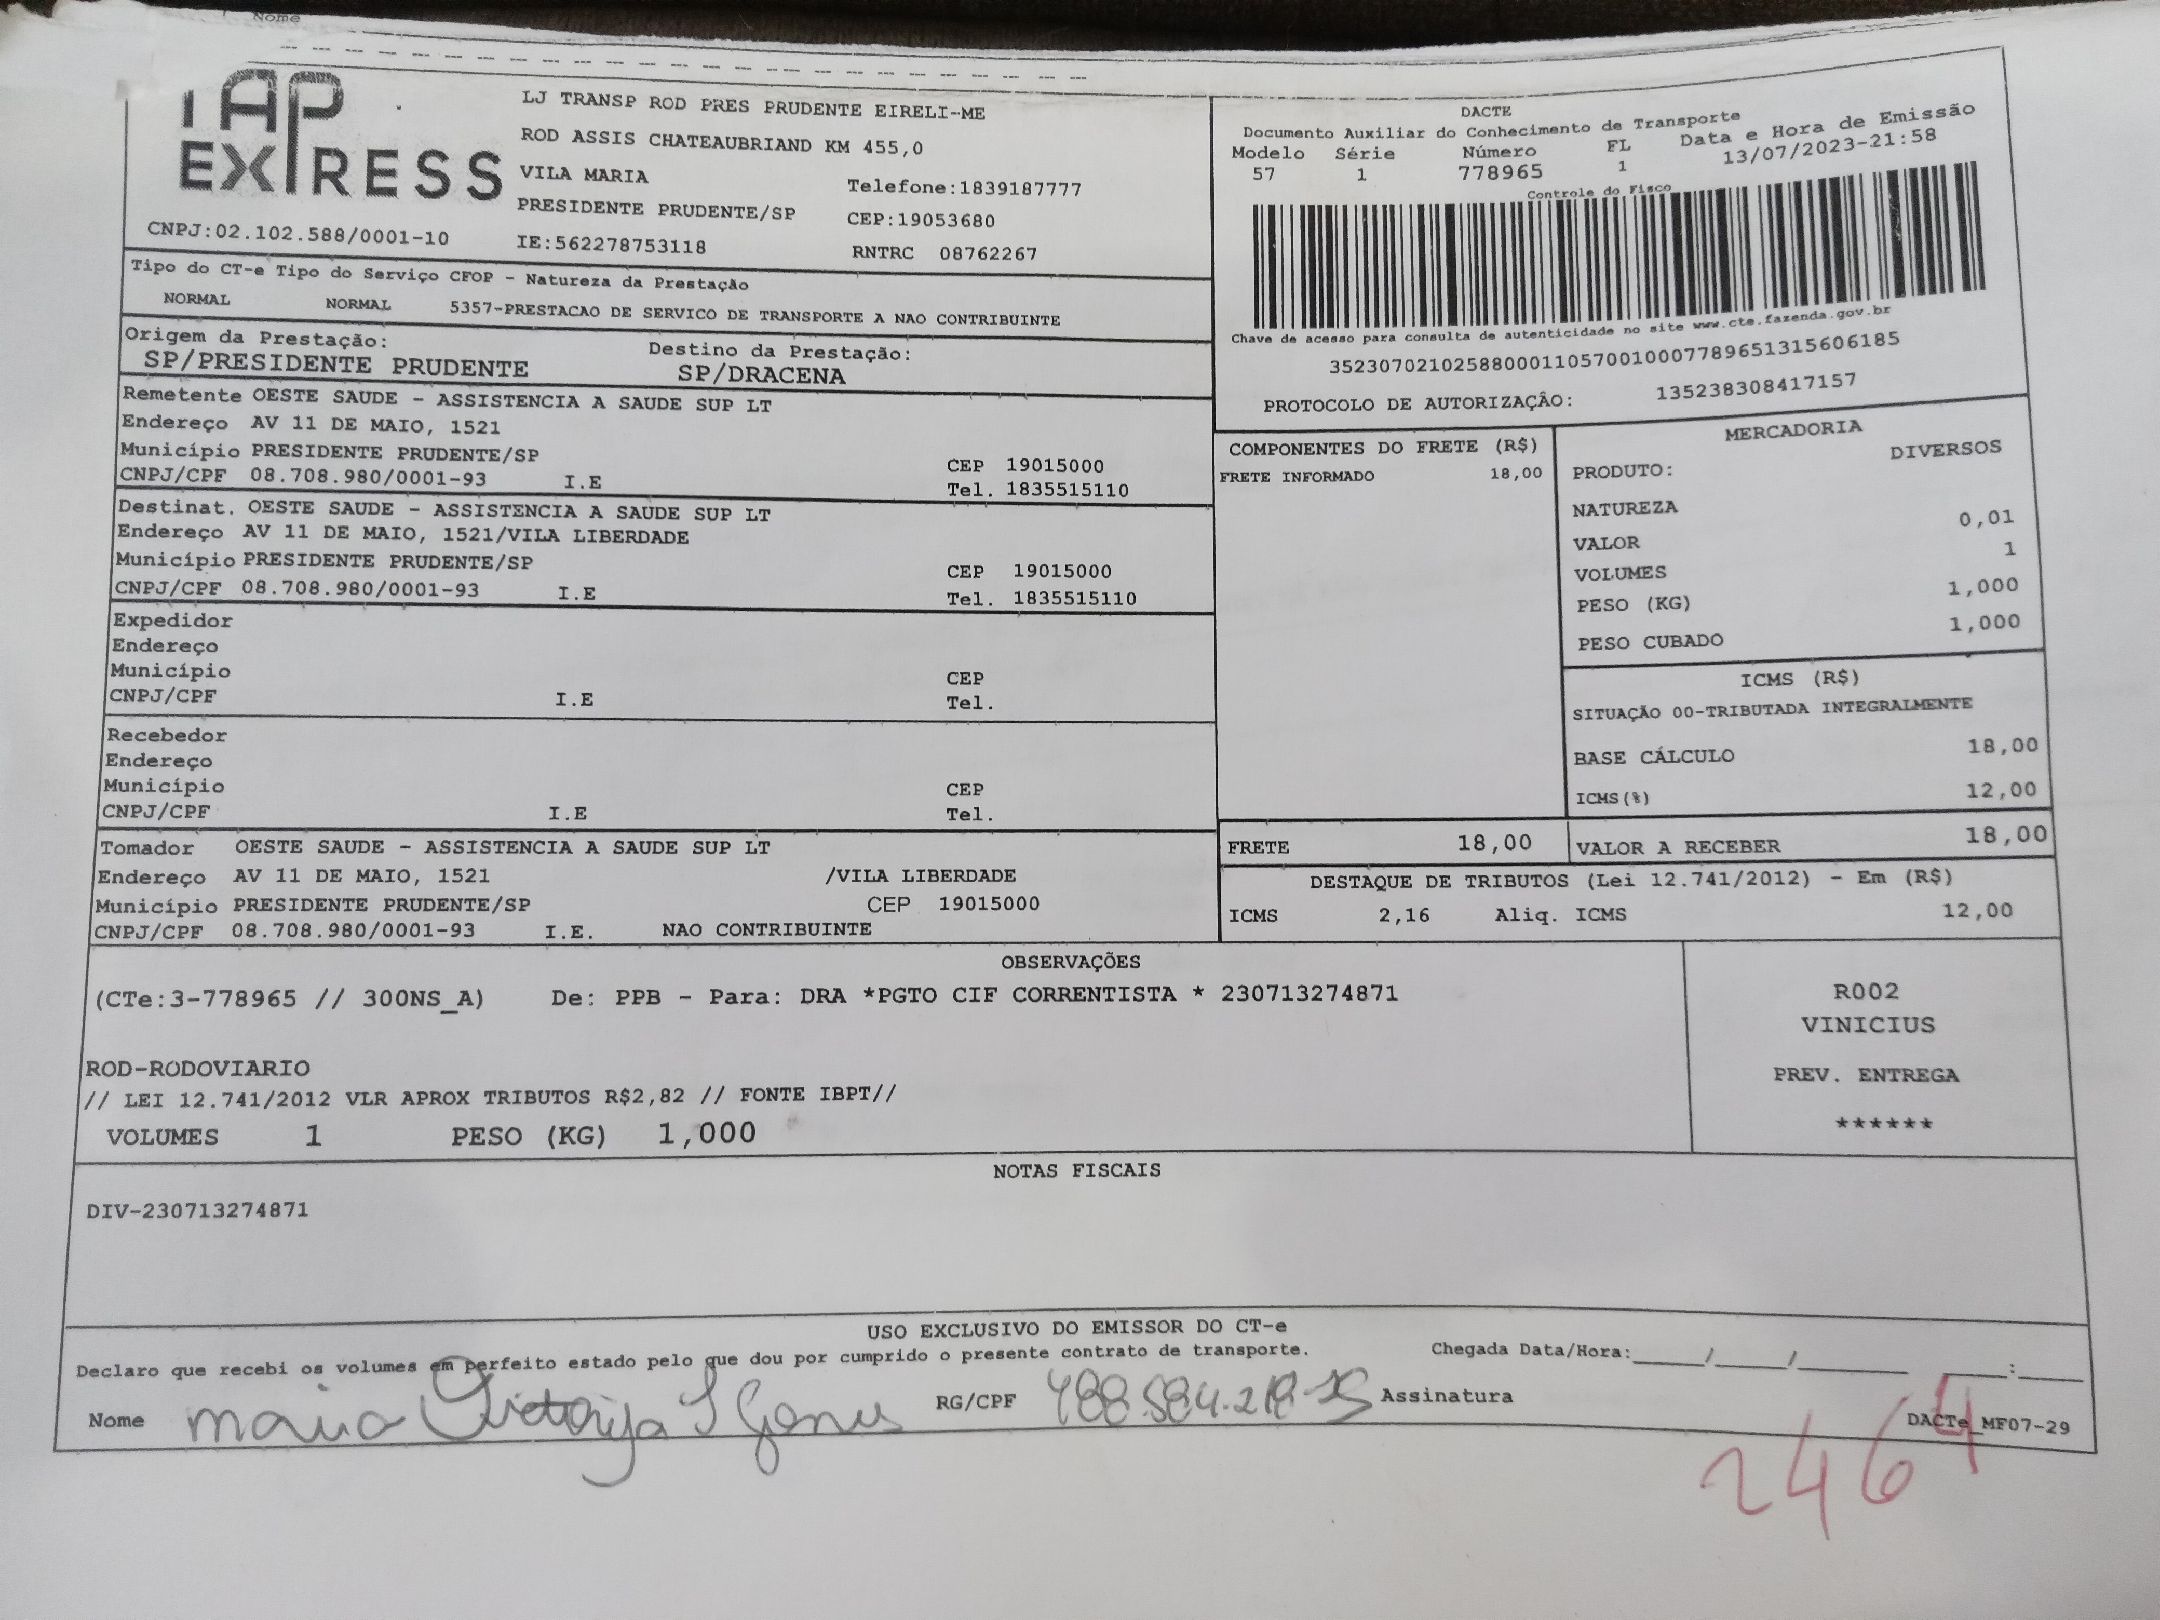 Nome
TAP
EXPRESS
CNPJ:02.102.588/0001-10
LJ TRANSP ROD PRES PRUDENTE EIRELI-ME
ROD ASSIS CHATEAUBRIAND KM 455,0
VILA MARIA
Telefone:1839187777
PRESIDENTE PRUDENTE/SP
CEP:19053680
IE:562278753118
RNTRC 08762267
DACTE
Documento Auxiliar do Conhecimento de Transporte
Modelo Série Número FL Data e Hora de Emissão
57 1 778965 1 13/07/2023-21:58
Controle do Fisco
Chave de acesso para consulta de autenticidade no site www.cte.fazenda.gov.br
35230702102588000110570010007789651315606185
PROTOCOLO DE AUTORIZAÇÃO: 135238308417157
Tipo do CT-e Tipo do Serviço CFOP - Natureza da Prestação
NORMAL NORMAL 5357-PRESTACAO DE SERVICO DE TRANSPORTE A NAO CONTRIBUINTE
Origem da Prestação: Destino da Prestação:
SP/PRESIDENTE PRUDENTE SP/DRACENA
Remetente OESTE SAUDE - ASSISTENCIA A SAUDE SUP LT
Endereço AV 11 DE MAIO, 1521
Município PRESIDENTE PRUDENTE/SP CEP 19015000
CNPJ/CPF 08.708.980/0001-93 I.E Tel. 1835515110
Destinat. OESTE SAUDE - ASSISTENCIA A SAUDE SUP LT
Endereço AV 11 DE MAIO, 1521/VILA LIBERDADE
Município PRESIDENTE PRUDENTE/SP CEP 19015000
CNPJ/CPF 08.708.980/0001-93 I.E Tel. 1835515110
Expedidor
Endereço
Município CEP
CNPJ/CPF I.E Tel.
Recebedor
Endereço
Município CEP
CNPJ/CPF I.E Tel.
Tomador OESTE SAUDE - ASSISTENCIA A SAUDE SUP LT
Endereço AV 11 DE MAIO, 1521 /VILA LIBERDADE
Município PRESIDENTE PRUDENTE/SP CEP 19015000
CNPJ/CPF 08.708.980/0001-93 I.E. NAO CONTRIBUINTE
COMPONENTES DO FRETE (R$)
FRETE INFORMADO 18,00
MERCADORIA
PRODUTO: DIVERSOS
NATUREZA
VALOR 0,01
VOLUMES 1
PESO (KG) 1,000
PESO CUBADO 1,000
ICMS (R$)
SITUAÇÃO 00-TRIBUTADA INTEGRALMENTE
BASE CÁLCULO 18,00
ICMS(%) 12,00
FRETE 18,00 VALOR A RECEBER 18,00
DESTAQUE DE TRIBUTOS (Lei 12.741/2012) - Em (R$)
ICMS 2,16 Aliq. ICMS 12,00
OBSERVAÇÕES
(CTe:3-778965 // 300NS_A) De: PPB - Para: DRA *PGTO CIF CORRENTISTA * 230713274871
ROD-RODOVIARIO
// LEI 12.741/2012 VLR APROX TRIBUTOS R$2,82 // FONTE IBPT//
VOLUMES 1 PESO (KG) 1,000
R002
VINICIUS
PREV. ENTREGA
******
NOTAS FISCAIS
DIV-230713274871
USO EXCLUSIVO DO EMISSOR DO CT-e
Declaro que recebi os volumes em perfeito estado pelo que dou por cumprido o presente contrato de transporte. Chegada Data/Hora:____/____/______ ____:____
Nome Maria Victorya S RG/CPF Assinatura
DACTe_MF07-29
2464